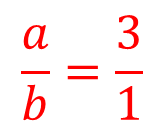 a/b = 3/1